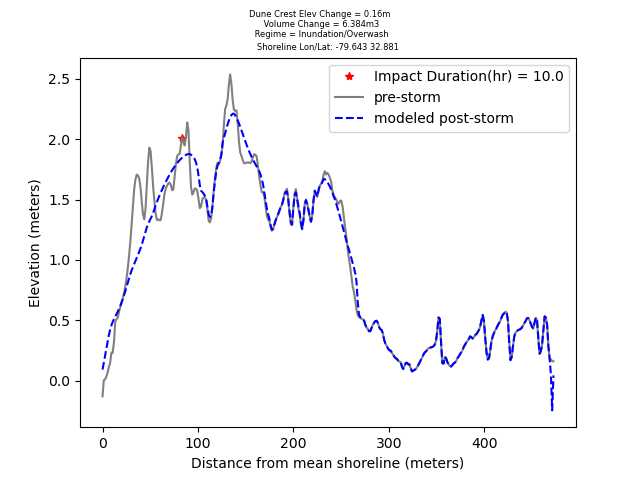 Dune Crest Elev Change = 0.16m
Volume Change = 6.384m3
Regime = Inundation/Overwash
Shoreline Lon/Lat: -79.643 32.881
Impact Duration(hr) = 10.0
pre-storm
modeled post-storm
Elevation (meters)
2.5
2.0
1.5
1.0
0.5
0.0
0 100 200 300 400
Distance from mean shoreline (meters)